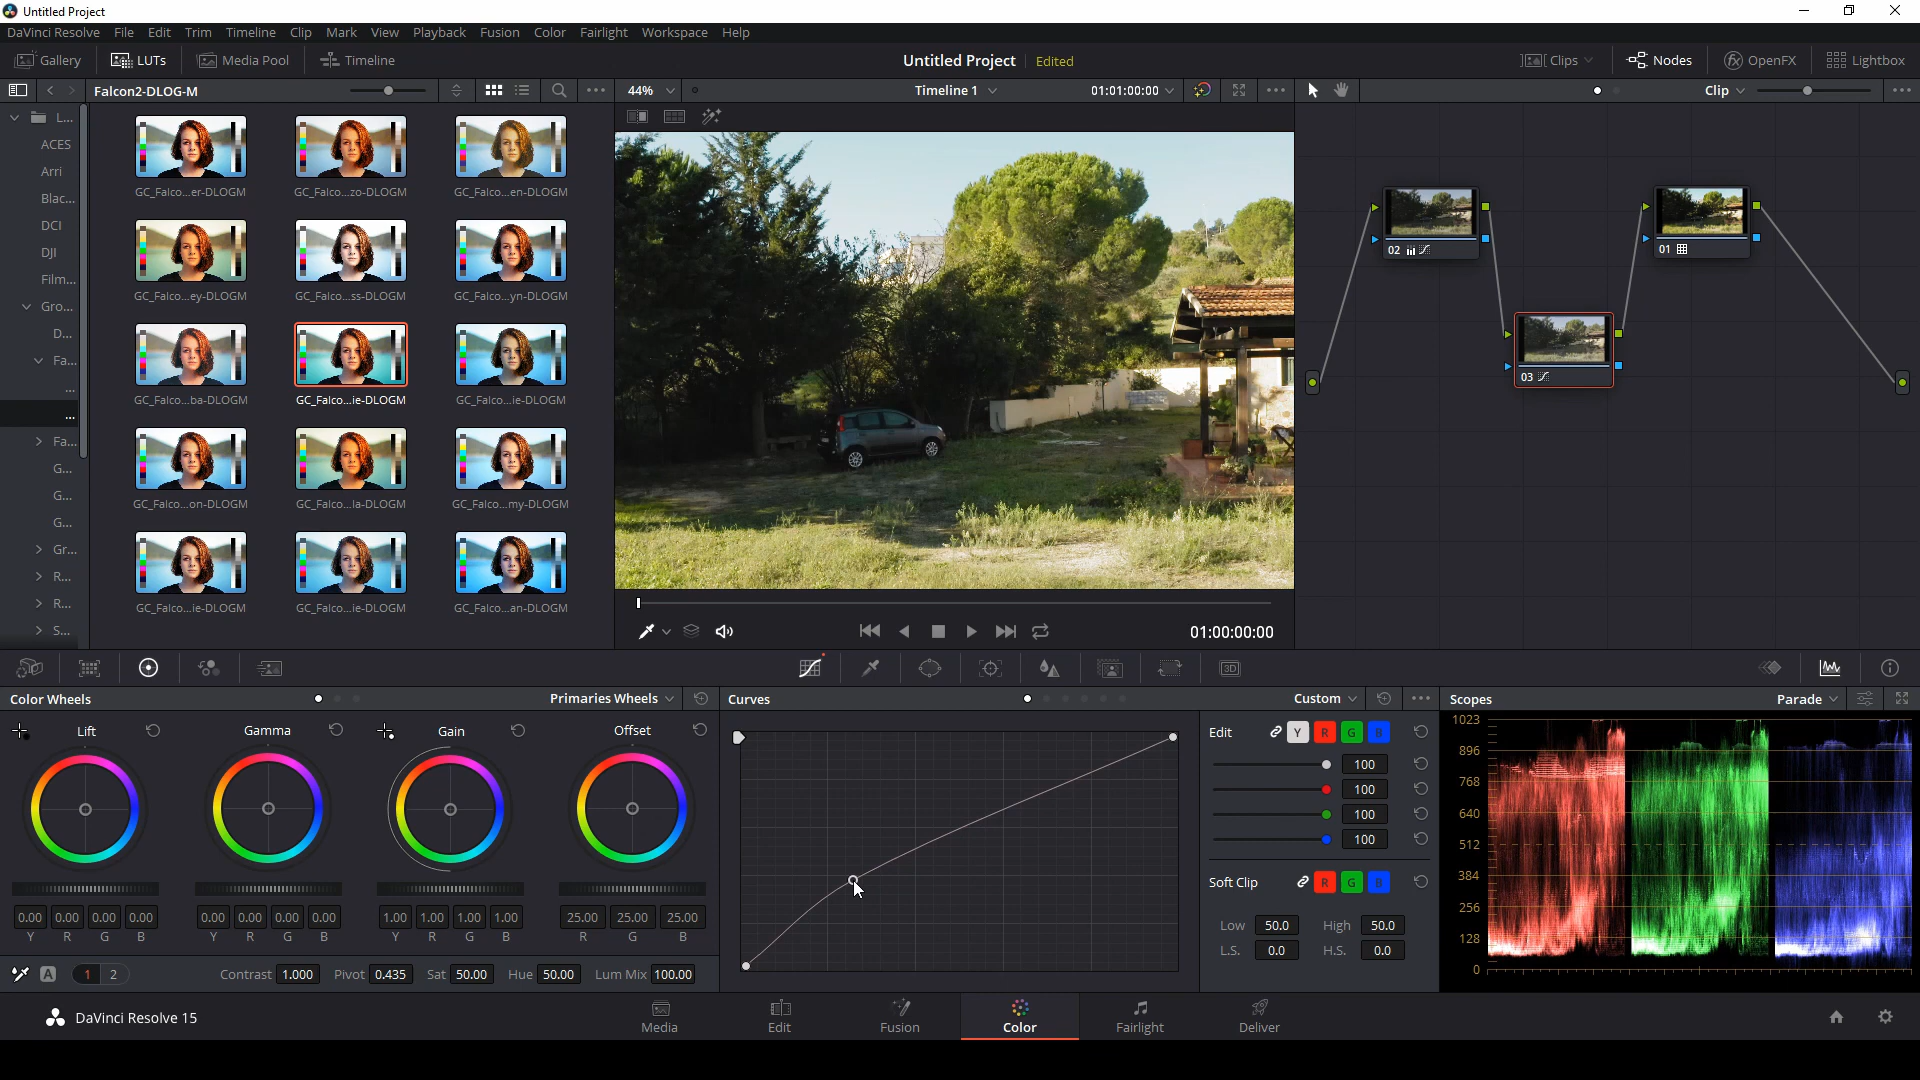 Untitled Project
DaVinci Resolve File Edit Trim Timeline Clip Mark View Playback Fusion Color Fairlight Workspace Help
Gallery LUTs Media Pool Timeline Untitled Project Edited Clips Nodes OpenFX Lightbox
Falcon2-DLOG-M 44% Timeline 1 01:01:00:00 Clip
L...
ACES
Arri
Blac...
DCI
DJI
Film...
Gro...
D...
Fa...
...
...
Fa...
G...
G...
G...
Gr...
R...
R...
S...
GC_Falco...er-DLOGM GC_Falco...zo-DLOGM GC_Falco...en-DLOGM
GC_Falco...ey-DLOGM GC_Falco...ss-DLOGM GC_Falco...yn-DLOGM
GC_Falco...ba-DLOGM GC_Falco...ie-DLOGM GC_Falco...ie-DLOGM
GC_Falco...on-DLOGM GC_Falco...la-DLOGM GC_Falco...my-DLOGM
GC_Falco...ie-DLOGM GC_Falco...ie-DLOGM GC_Falco...an-DLOGM
02
01
03
01:00:00:00
3D
Color Wheels Primaries Wheels
Lift Gamma Gain Offset
0.00 0.00 0.00 0.00 0.00 0.00 0.00 0.00 1.00 1.00 1.00 1.00 25.00 25.00 25.00
Y R G B Y R G B Y R G B R G B
A 1 2 Contrast 1.000 Pivot 0.435 Sat 50.00 Hue 50.00 Lum Mix 100.00
Curves Custom
Edit Y R G B
100
100
100
100
Soft Clip R G B
Low 50.0 High 50.0
L.S. 0.0 H.S. 0.0
Scopes Parade
1023
896
768
640
512
384
256
128
0
DaVinci Resolve 15
Media Edit Fusion Color Fairlight Deliver